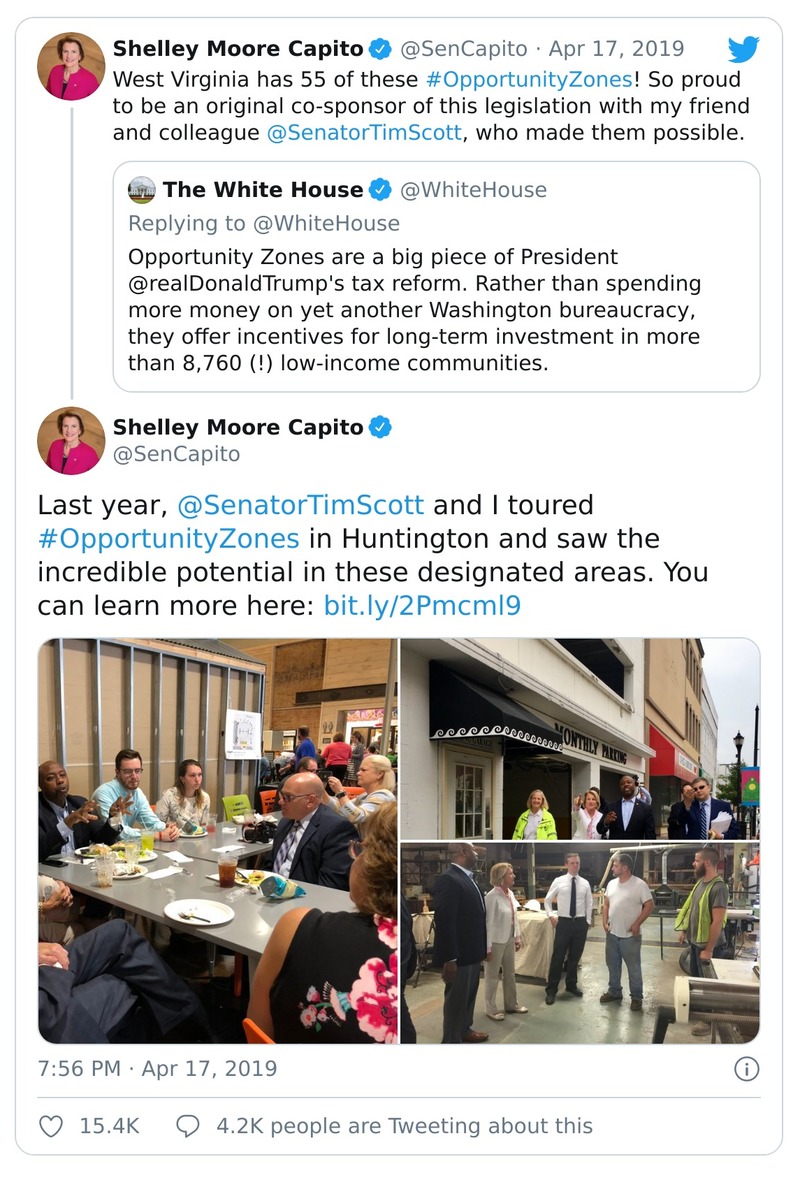 Shelley Moore Capito @SenCapito · Apr 17, 2019
West Virginia has 55 of these #OpportunityZones! So proud
to be an original co-sponsor of this legislation with my friend
and colleague @SenatorTimScott, who made them possible.
The White House @WhiteHouse
Replying to @WhiteHouse
Opportunity Zones are a big piece of President
@realDonaldTrump's tax reform. Rather than spending
more money on yet another Washington bureaucracy,
they offer incentives for long-term investment in more
than 8,760 (!) low-income communities.
Shelley Moore Capito
@SenCapito
Last year, @SenatorTimScott and I toured
#OpportunityZones in Huntington and saw the
incredible potential in these designated areas. You
can learn more here: bit.ly/2Pmcml9
MONTHLY PARKING
7:56 PM · Apr 17, 2019
15.4K
4.2K people are Tweeting about this